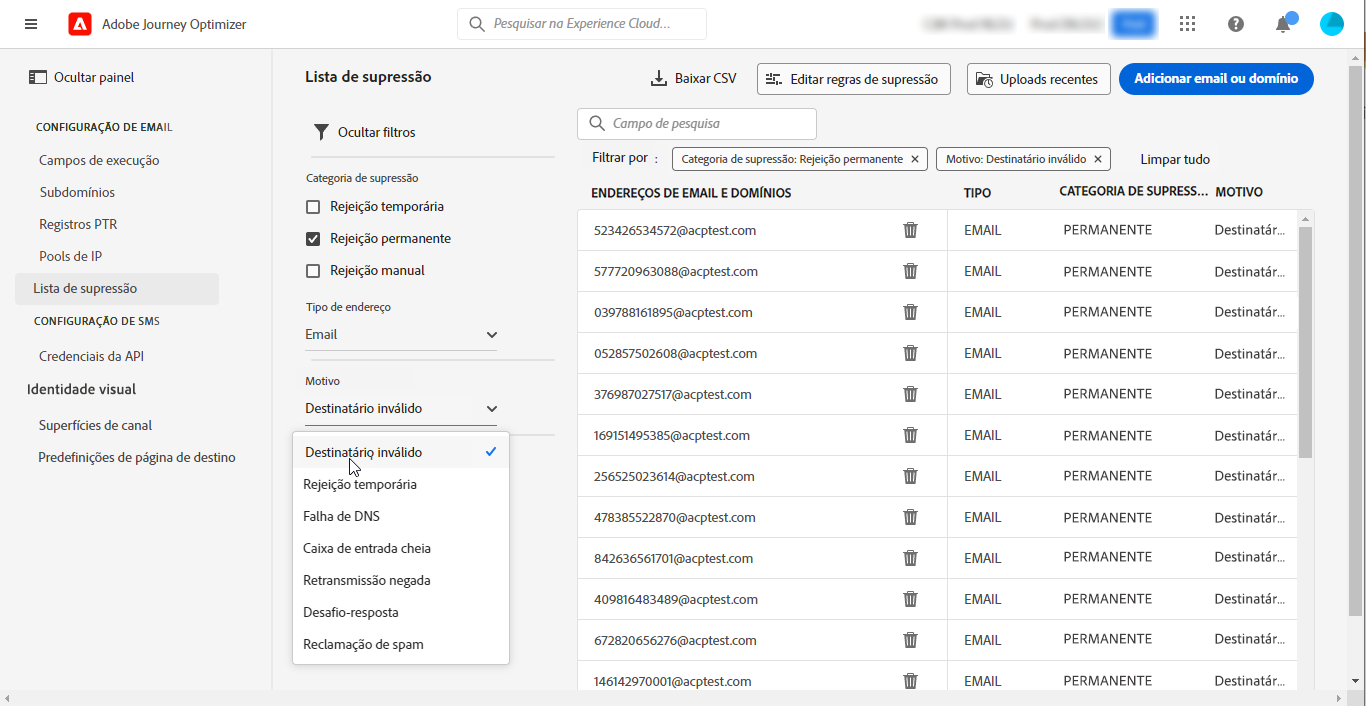 Adobe Journey Optimizer
Pesquisar na Experience Cloud...
Ocultar painel
CONFIGURAÇÃO DE EMAIL
Campos de execução
Subdomínios
Registros PTR
Pools de IP
Lista de supressão
CONFIGURAÇÃO DE SMS
Credenciais da API
Identidade visual
Superfícies de canal
Predefinições de página de destino
Lista de supressão
Baixar CSV
Editar regras de supressão
Uploads recentes
Adicionar email ou domínio
Ocultar filtros
Categoria de supressão
Rejeição temporária
Rejeição permanente
Rejeição manual
Tipo de endereço
Email
Motivo
Destinatário inválido
Destinatário inválido
Rejeição temporária
Falha de DNS
Caixa de entrada cheia
Retransmissão negada
Desafio-resposta
Reclamação de spam
Campo de pesquisa
Filtrar por : Categoria de supressão: Rejeição permanente × Motivo: Destinatário inválido × Limpar tudo
ENDEREÇOS DE EMAIL E DOMÍNIOS TIPO CATEGORIA DE SUPRESS... MOTIVO
523426534572@acptest.com EMAIL PERMANENTE Destinatár...
577720963088@acptest.com EMAIL PERMANENTE Destinatár...
039788161895@acptest.com EMAIL PERMANENTE Destinatár...
052857502608@acptest.com EMAIL PERMANENTE Destinatár...
376987027517@acptest.com EMAIL PERMANENTE Destinatár...
169151495385@acptest.com EMAIL PERMANENTE Destinatár...
256525023614@acptest.com EMAIL PERMANENTE Destinatár...
478385522870@acptest.com EMAIL PERMANENTE Destinatár...
842636561701@acptest.com EMAIL PERMANENTE Destinatár...
409816483489@acptest.com EMAIL PERMANENTE Destinatár...
672820656276@acptest.com EMAIL PERMANENTE Destinatár...
146142970001@acptest.com EMAIL PERMANENTE Destinatár...